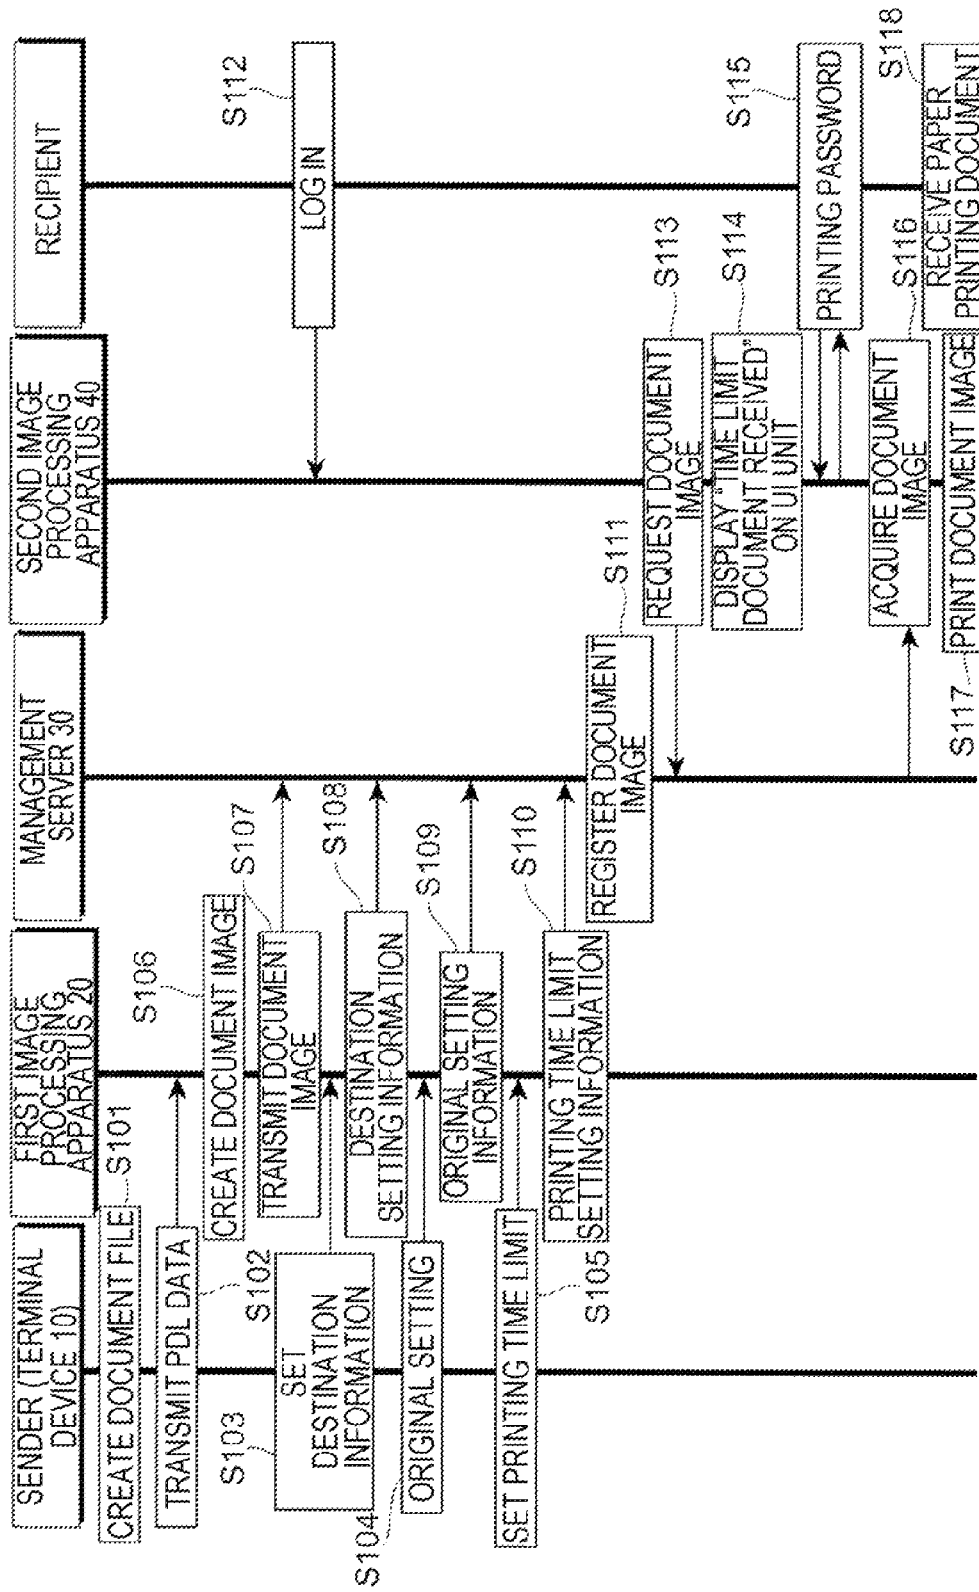 SENDER (TERMINAL
DEVICE 10)
FIRST IMAGE
PROCESSING
APPARATUS 20
MANAGEMENT
SERVER 30
SECOND IMAGE
PROCESSING
APPARATUS 40
RECIPIENT
CREATE DOCUMENT FILE
S101
TRANSMIT PDL DATA
S102
SET
DESTINATION
INFORMATION
S103
ORIGINAL SETTING
S104
SET PRINTING TIME LIMIT
S105
CREATE DOCUMENT IMAGE
S106
TRANSMIT DOCUMENT
IMAGE
S107
DESTINATION
SETTING INFORMATION
S108
ORIGINAL SETTING
INFORMATION
S109
PRINTING TIME LIMIT
SETTING INFORMATION
S110
REGISTER DOCUMENT
IMAGE
S111
LOG IN
S112
REQUEST DOCUMENT
IMAGE
S113
DISPLAY "TIME LIMIT
DOCUMENT RECEIVED"
ON UI UNIT
S114
PRINTING PASSWORD
S115
ACQUIRE DOCUMENT
IMAGE
S116
PRINT DOCUMENT IMAGE
S117
RECEIVE PAPER
PRINTING DOCUMENT
S118